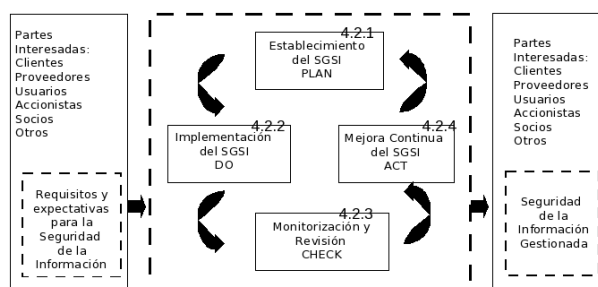 Partes
Interesadas:
Clientes
Proveedores
Usuarios
Accionistas
Socios
Otros
Requisitos y
expectativas
para la
Seguridad
de la
Información
4.2.1
Establecimiento
del SGSI
PLAN
4.2.2
Implementación
del SGSI
DO
4.2.4
Mejora Continua
del SGSI
ACT
4.2.3
Monitorización y
Revisión
CHECK
Partes
Interesadas:
Clientes
Proveedores
Usuarios
Accionistas
Socios
Otros
Seguridad
de la
Información
Gestionada